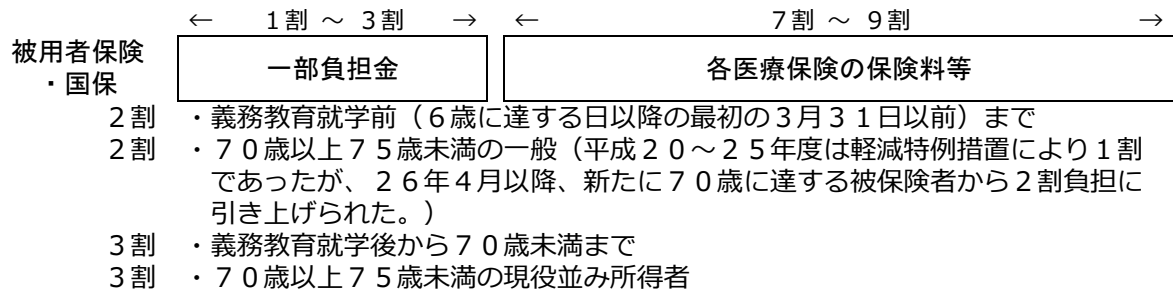 ← １割 ～ ３割 → ← ７割 ～ ９割 →
被用者保険
・国保
一部負担金 各医療保険の保険料等
２割 ・義務教育就学前（６歳に達する日以降の最初の３月３１日以前）まで
２割 ・７０歳以上７５歳未満の一般（平成２０～２５年度は軽減特例措置により１割
であったが、２６年４月以降、新たに７０歳に達する被保険者から２割負担に
引き上げられた。）
３割 ・義務教育就学後から７０歳未満まで
３割 ・７０歳以上７５歳未満の現役並み所得者